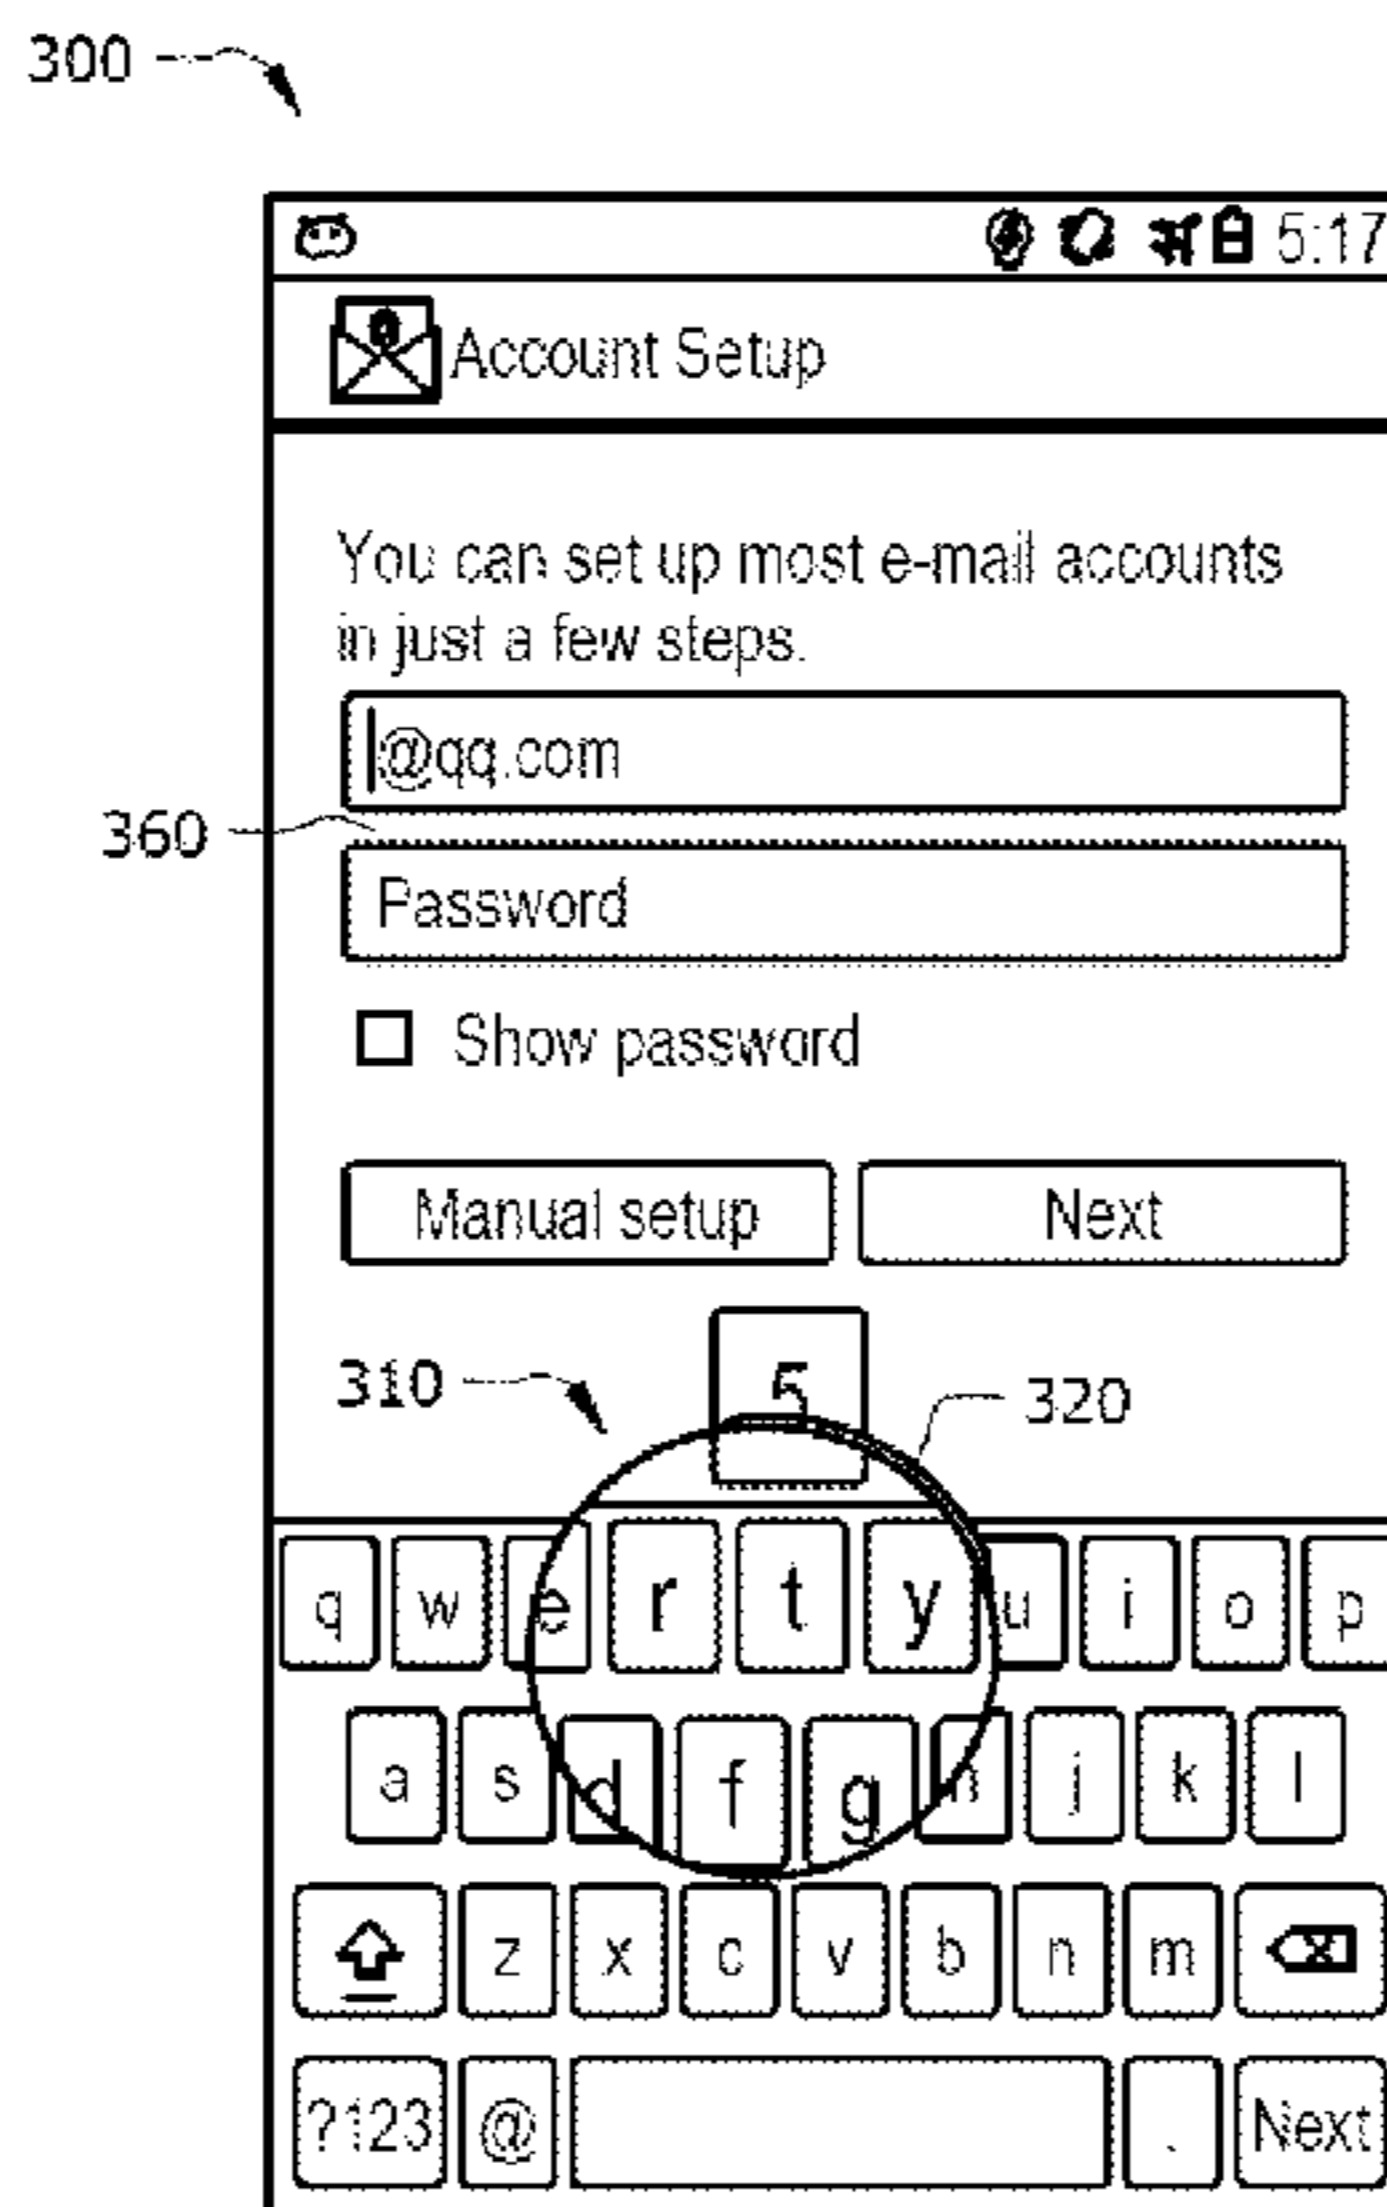 300
5:17
Account Setup
You can set up most e-mail accounts
in just a few steps.
@qq.com
360
Password
Show password
Manual setup Next
5
310
320
q w e r t y u i o p
a s d f g h j k l
z x c v b n m
?123 @ . Next